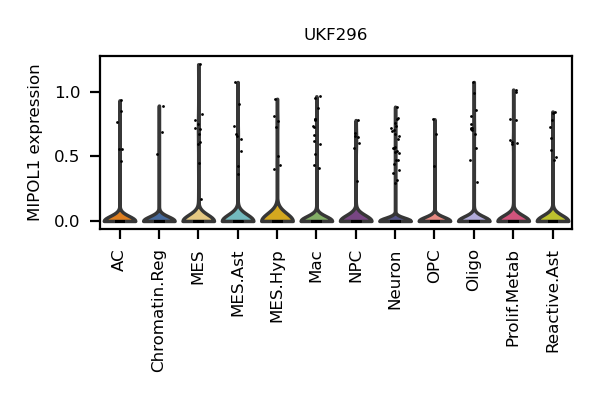 UKF296
MIPOL1 expression
1.0
0.5
0.0
AC
Chromatin.Reg
MES
MES.Ast
MES.Hyp
Mac
NPC
Neuron
OPC
Oligo
Prolif.Metab
Reactive.Ast